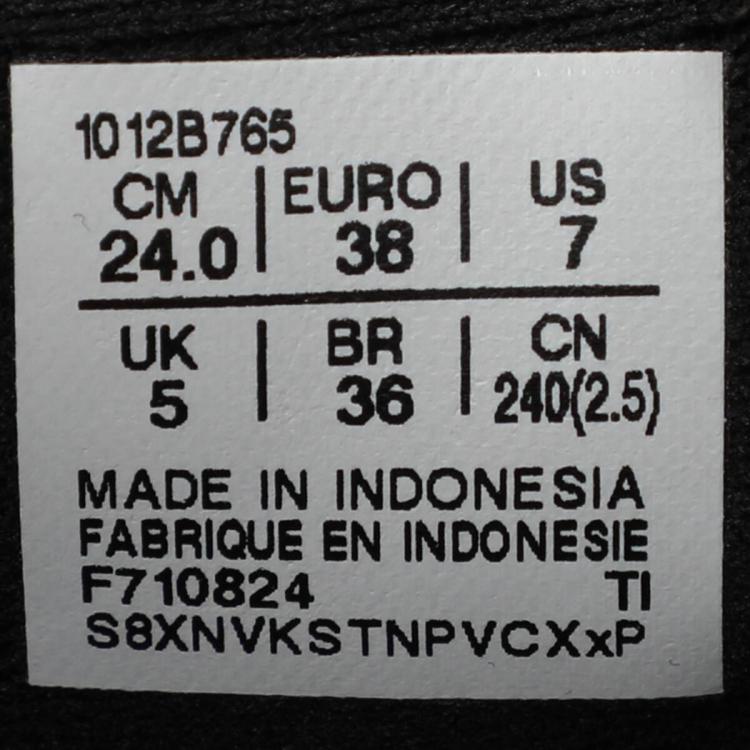 1012B765
CM | EURO | US
24.0 | 38 | 7
UK | BR | CN
5 | 36 | 240(2.5)
MADE IN INDONESIA
FABRIQUE EN INDONESIE
F710824 TI
S8XNVKSTNPVCXxP